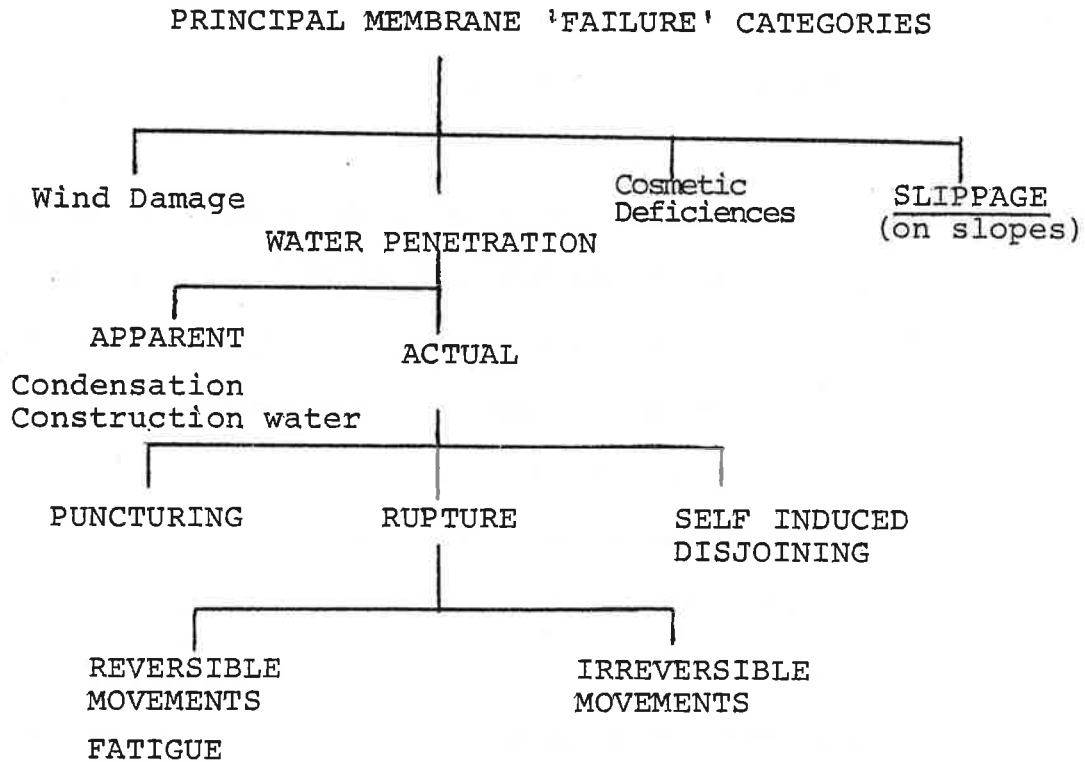 PRINCIPAL MEMBRANE 'FAILURE' CATEGORIES
Wind Damage
WATER PENETRATION
Cosmetic
Deficiences
SLIPPAGE
(on slopes)
APPARENT
Condensation
Construction water
ACTUAL
PUNCTURING
RUPTURE
SELF INDUCED
DISJOINING
REVERSIBLE
MOVEMENTS
FATIGUE
IRREVERSIBLE
MOVEMENTS